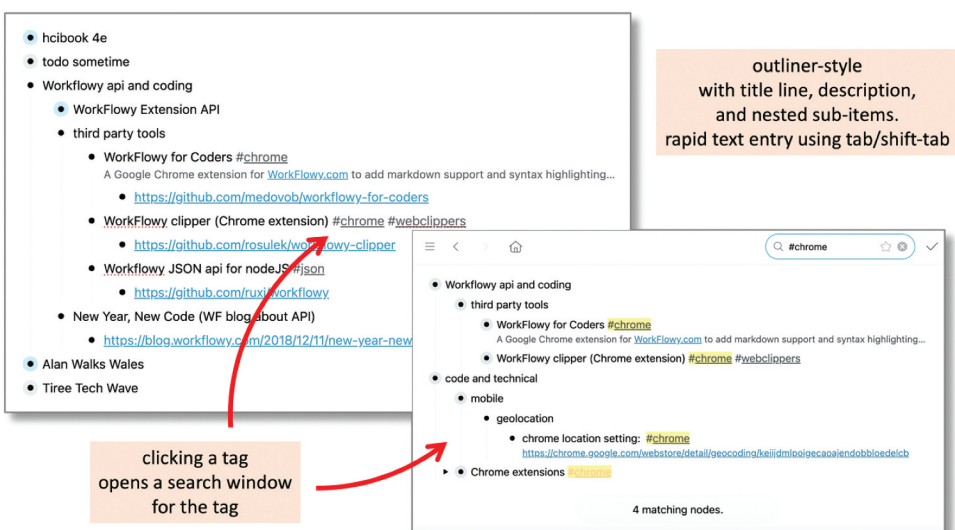 hcibook 4e
todo sometime
Workflowy api and coding
WorkFlowy Extension API
third party tools
WorkFlowy for Coders #chrome
A Google Chrome extension for WorkFlowy.com to add markdown support and syntax highlighting...
https://github.com/medovob/workflowy-for-coders
WorkFlowy clipper (Chrome extension) #chrome #webclippers
https://github.com/rosulek/workflowy-clipper
Workflowy JSON api for nodeJS #json
https://github.com/ruxi/workflowy
New Year, New Code (WF blog about API)
https://blog.workflowy.com/2018/12/11/new-year-new
Alan Walks Wales
Tiree Tech Wave
outliner-style
with title line, description,
and nested sub-items.
rapid text entry using tab/shift-tab
clicking a tag
opens a search window
for the tag
#chrome
Workflowy api and coding
third party tools
WorkFlowy for Coders #chrome
A Google Chrome extension for WorkFlowy.com to add markdown support and syntax highlighting...
WorkFlowy clipper (Chrome extension) #chrome #webclippers
code and technical
mobile
geolocation
chrome location setting: #chrome
https://chrome.google.com/webstore/detail/geocoding/keiijdmlpoigecaoajendobbloedelcb
Chrome extensions #chrome
4 matching nodes.